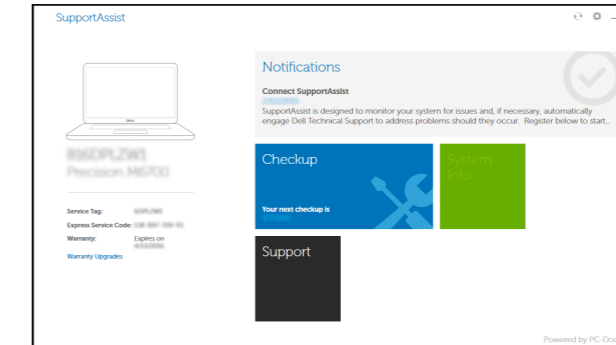 SupportAssist
Notifications
Connect SupportAssist
SupportAssist is designed to monitor your system for issues and, if necessary, automatically
engage Dell Technical Support to address problems should they occur. Register below to start...
Checkup
System
Info
Your next checkup is
Precision M6700
Service Tag:
Express Service Code:
Warranty: Expires on
Warranty Upgrades
Support
Powered by PC-Doc